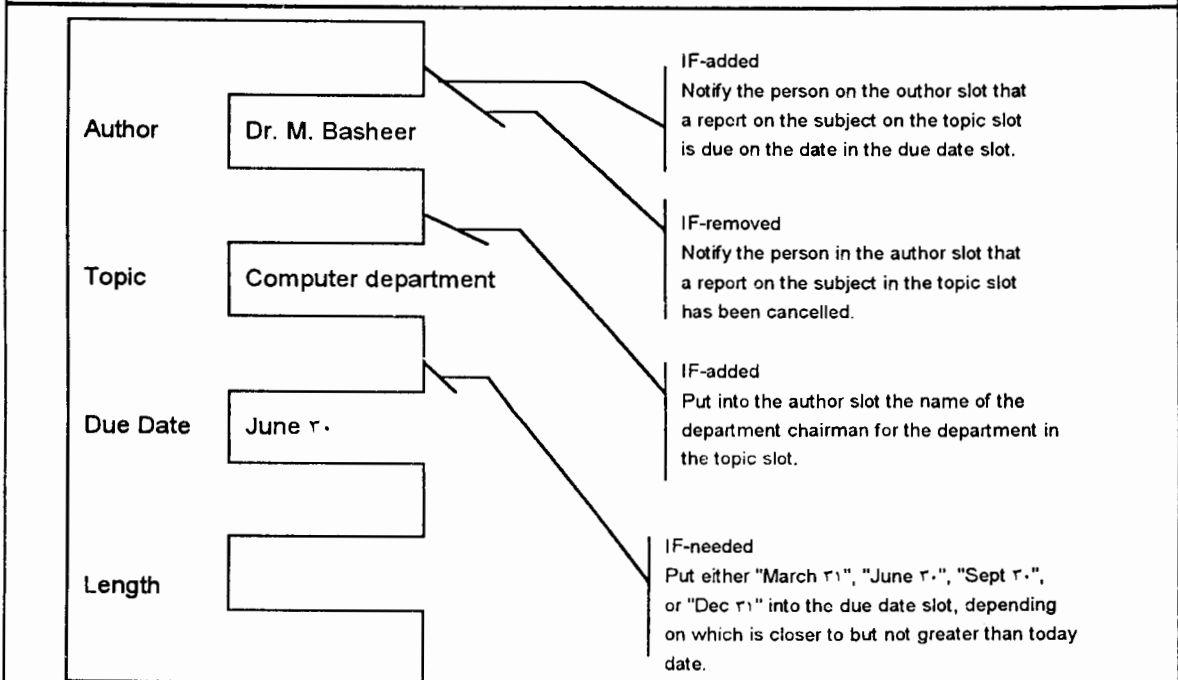 Author
Dr. M. Basheer
Topic
Computer department
Due Date
June ٣٠
Length
IF-added
Notify the person on the outhor slot that
a report on the subject on the topic slot
is due on the date in the due date slot.
IF-removed
Notify the person in the author slot that
a report on the subject in the topic slot
has been cancelled.
IF-added
Put into the author slot the name of the
department chairman for the department in
the topic slot.
IF-needed
Put either "March ٣١", "June ٣٠", "Sept ٣٠",
or "Dec ٣١" into the due date slot, depending
on which is closer to but not greater than today
date.